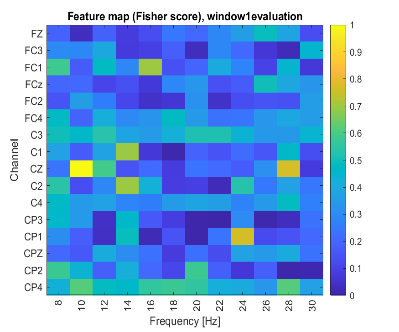 Feature map (Fisher score), window1evaluation
FZ
FC3
FC1
FCz
FC2
FC4
C3
C1
CZ
C2
C4
CP3
CP1
CPZ
CP2
CP4
Channel
8 10 12 14 16 18 20 22 24 26 28 30
Frequency [Hz]
1
0.9
0.8
0.7
0.6
0.5
0.4
0.3
0.2
0.1
0